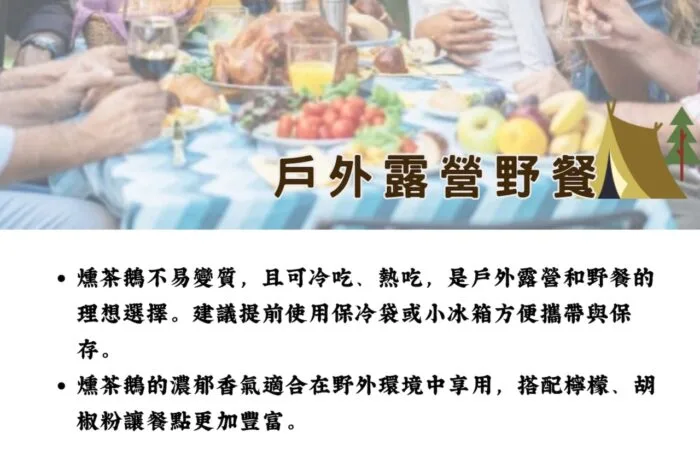 戶外露營野餐
• 燻茶鵝不易變質，且可冷吃、熱吃，是戶外露營和野餐的
理想選擇。建議提前使用保冷袋或小冰箱方便攜帶與保
存。
• 燻茶鵝的濃郁香氣適合在野外環境中享用，搭配檸檬、胡
椒粉讓餐點更加豐富。